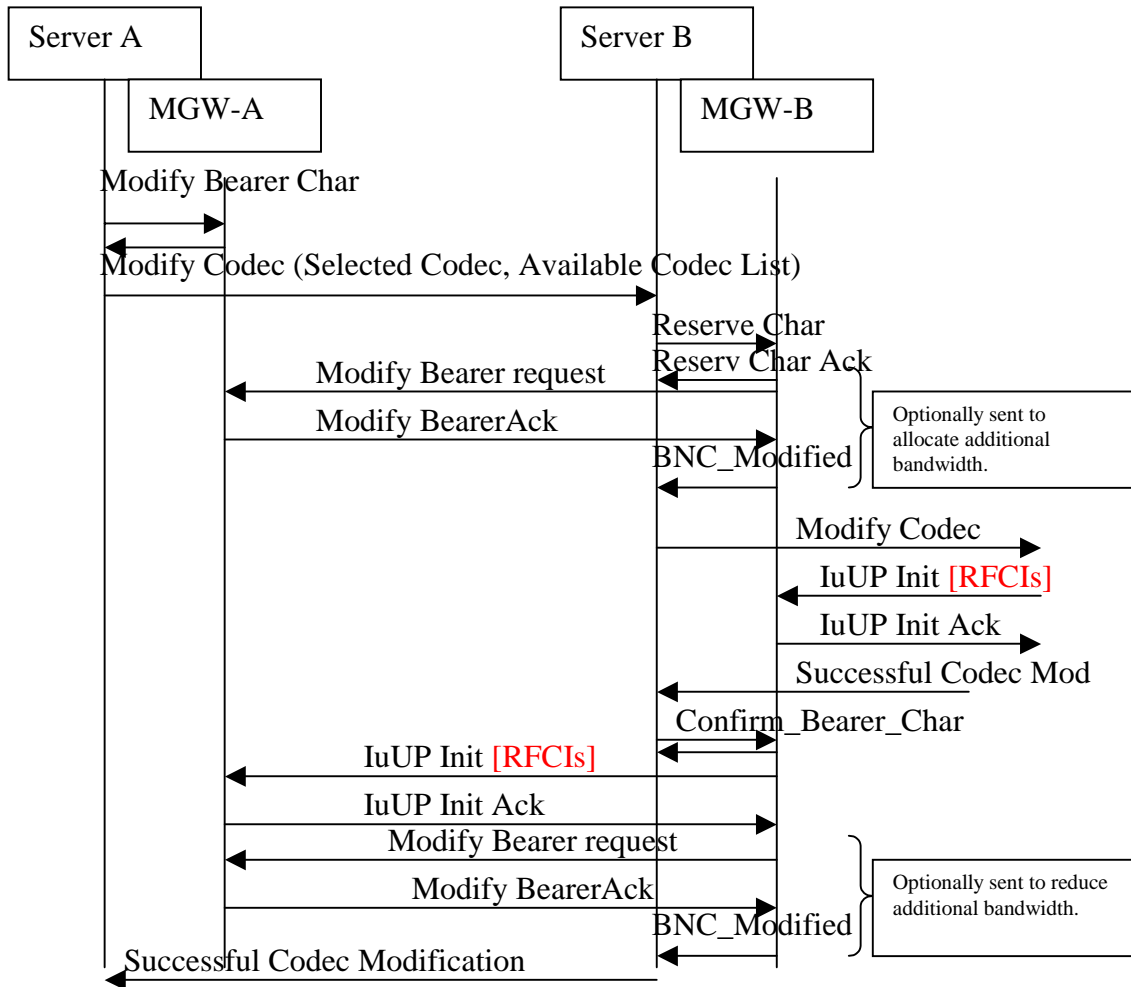 Server A
Server B
MGW-A
MGW-B
Modify Bearer Char
Modify Codec (Selected Codec, Available Codec List)
Reserve Char
Reserv Char Ack
Modify Bearer request
Optionally sent to
allocate additional
bandwidth.
Modify BearerAck
BNC_Modified
Modify Codec
IuUP Init [RFCIs]
IuUP Init Ack
Successful Codec Mod
Confirm_Bearer_Char
IuUP Init [RFCIs]
IuUP Init Ack
Modify Bearer request
Optionally sent to reduce
additional bandwidth.
Modify BearerAck
BNC_Modified
Successful Codec Modification